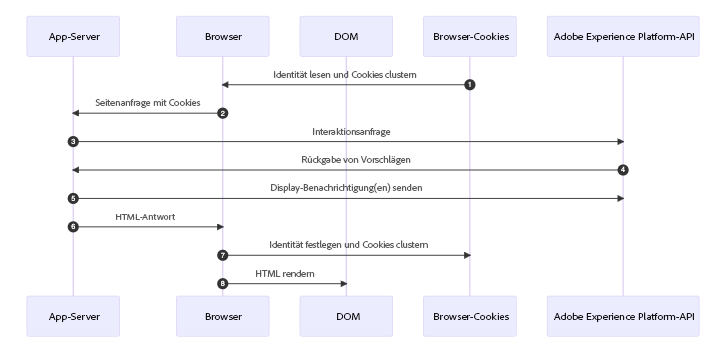 App-Server
Browser
DOM
Browser-Cookies
Adobe Experience Platform-API
Identität lesen und Cookies clustern
1
Seitenanfrage mit Cookies
2
3
Interaktionsanfrage
Rückgabe von Vorschlägen
4
Display-Benachrichtigung(en) senden
5
HTML-Antwort
6
Identität festlegen und Cookies clustern
7
HTML rendern
8
App-Server
Browser
DOM
Browser-Cookies
Adobe Experience Platform-API